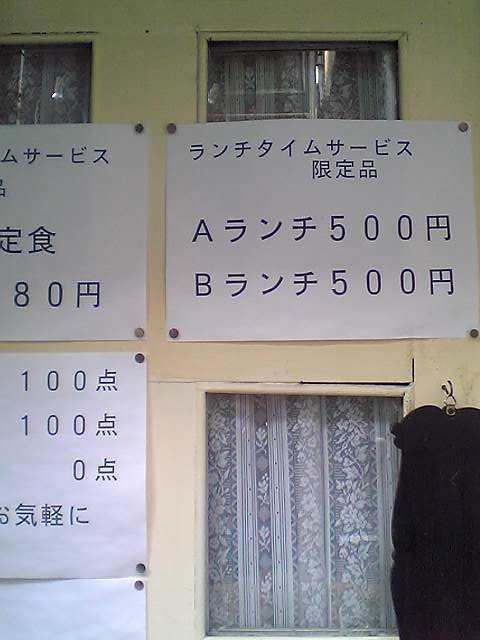 ムサービス
品
定食
８０円
ランチタイムサービス
限定品
Ａランチ５００円
Ｂランチ５００円
１００点
１００点
０点
お気軽に